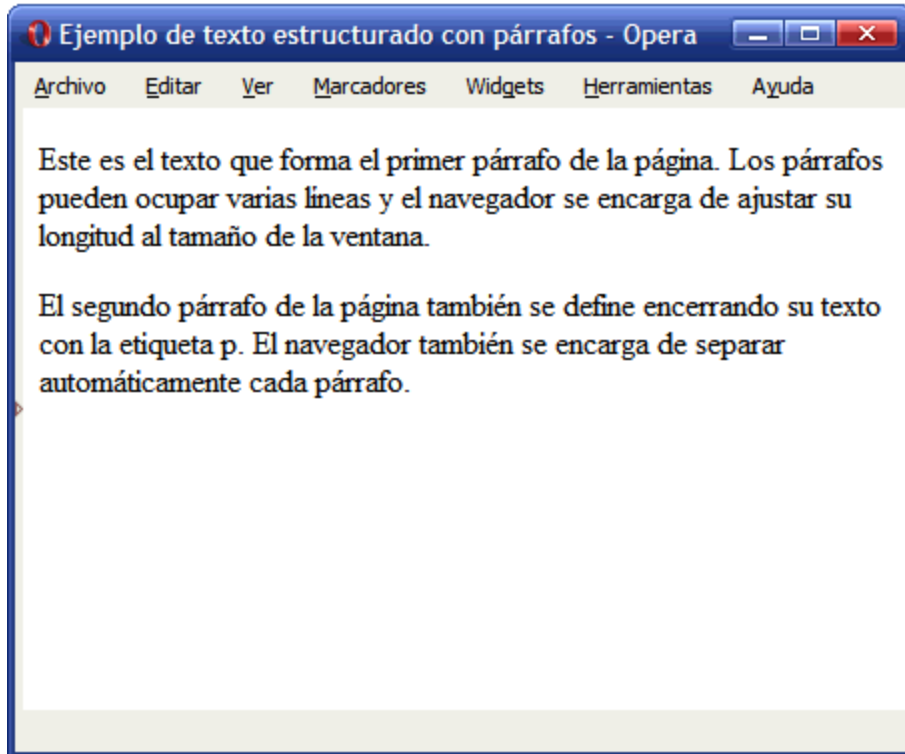 Ejemplo de texto estructurado con párrafos - Opera
Archivo Editar Ver Marcadores Widgets Herramientas Ayuda
Este es el texto que forma el primer párrafo de la página. Los párrafos
pueden ocupar varias líneas y el navegador se encarga de ajustar su
longitud al tamaño de la ventana.
El segundo párrafo de la página también se define encerrando su texto
con la etiqueta p. El navegador también se encarga de separar
automáticamente cada párrafo.